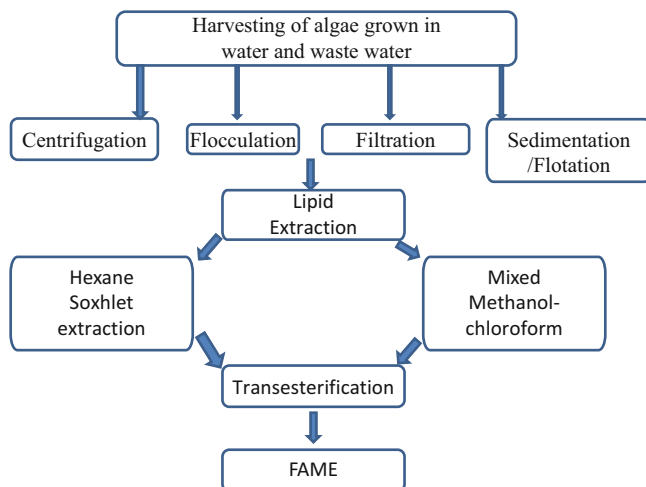 Harvesting of algae grown in
water and waste water
Centrifugation
Flocculation
Filtration
Sedimentation
/Flotation
Lipid
Extraction
Hexane
Soxhlet
extraction
Mixed
Methanol-
chloroform
Transesterification
FAME